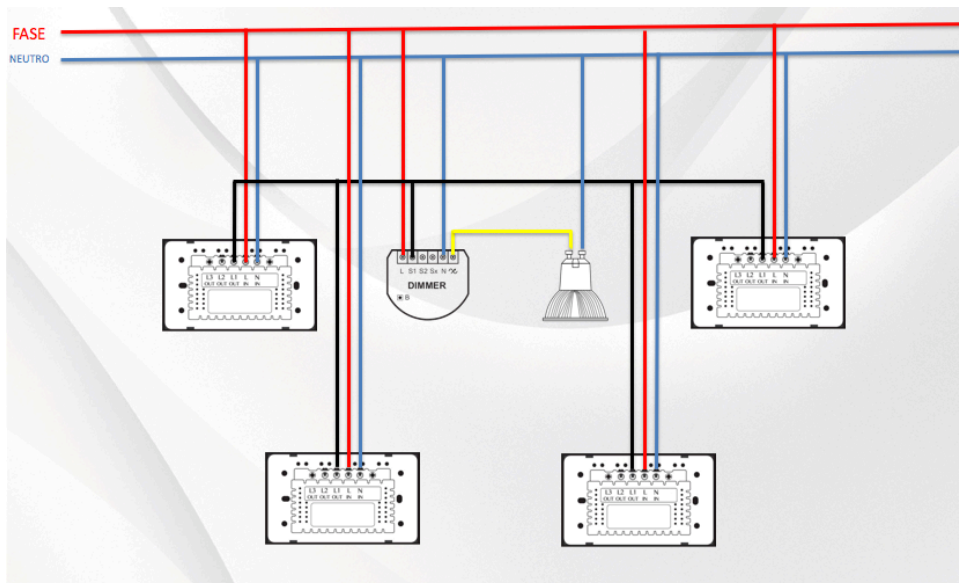 FASE
NEUTRO
L3 L2 L1 L N
OUT OUT OUT IN IN
L S1 S2 Sx N
DIMMER
B
L3 L2 L1 L N
OUT OUT OUT IN IN
L3 L2 L1 L N
OUT OUT OUT IN IN
L3 L2 L1 L N
OUT OUT OUT IN IN